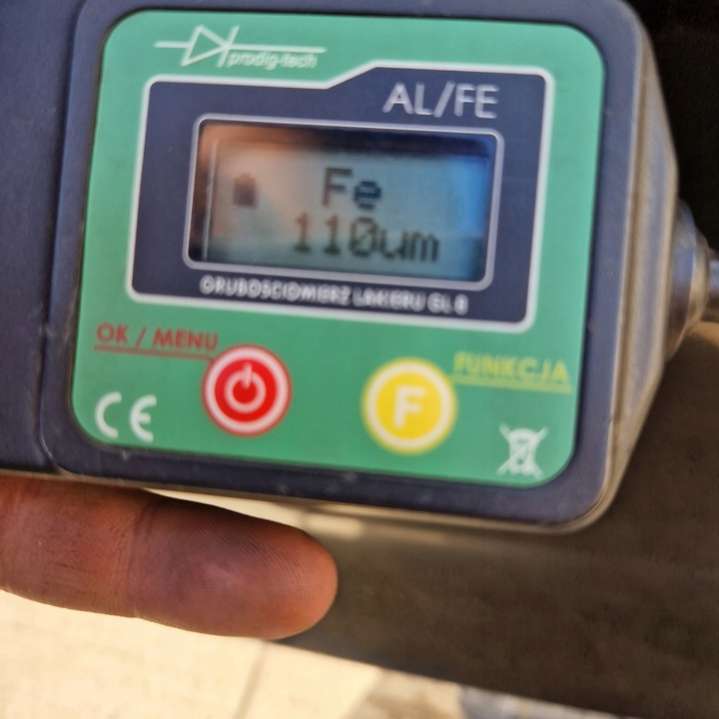 prodig-tech
AL/FE
Fe
110um
GRUBOŚCIOMIERZ LAKIERU GL 8
OK / MENU
FUNKCJA
F
CE